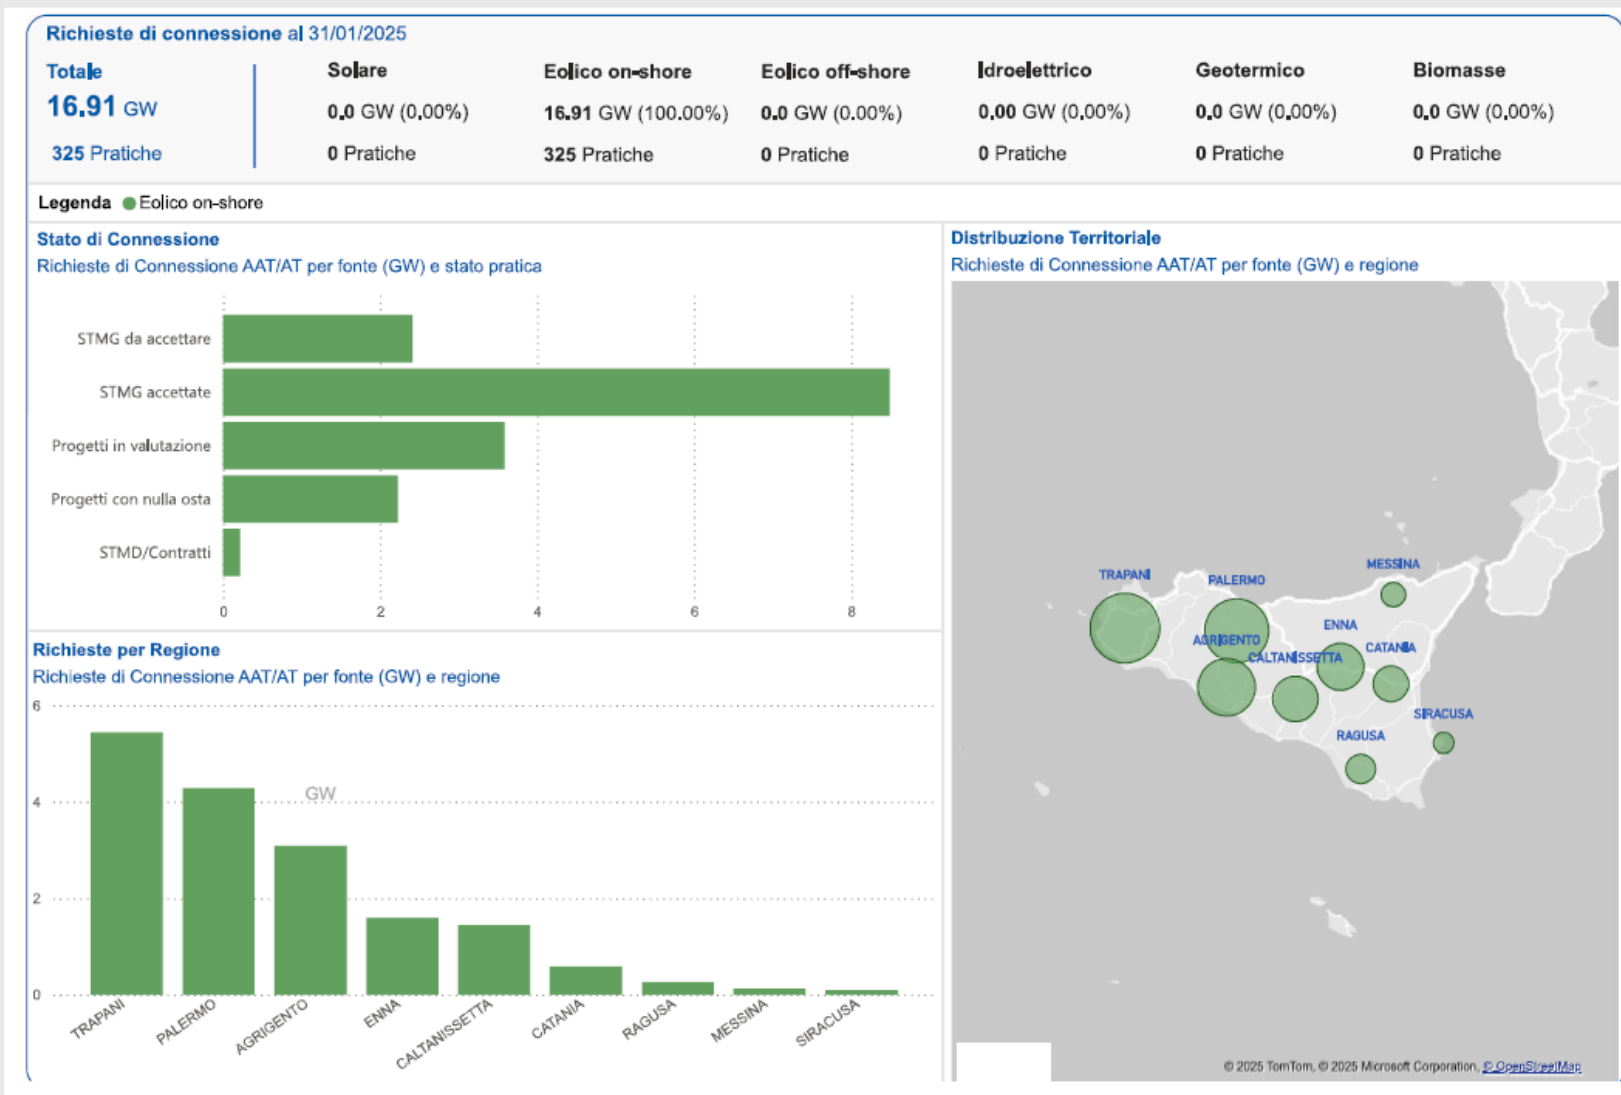 Richieste di connessione al 31/01/2025
Totale
16.91 GW
325 Pratiche
Solare
0,0 GW (0,00%)
0 Pratiche
Eolico on-shore
16.91 GW (100.00%)
325 Pratiche
Eolico off-shore
0.0 GW (0.00%)
0 Pratiche
Idroelettrico
0,00 GW (0,00%)
0 Pratiche
Geotermico
0,0 GW (0,00%)
0 Pratiche
Biomasse
0,0 GW (0,00%)
0 Pratiche
Legenda Eolico on-shore
Stato di Connessione
Richieste di Connessione AAT/AT per fonte (GW) e stato pratica
STMG da accettare
STMG accettate
Progetti in valutazione
Progetti con nulla osta
STMD/Contratti
0 2 4 6 8
Richieste per Regione
Richieste di Connessione AAT/AT per fonte (GW) e regione
6
4
2
0
GW
TRAPANI
PALERMO
AGRIGENTO
ENNA
CALTANISSETTA
CATANIA
RAGUSA
MESSINA
SIRACUSA
Distribuzione Territoriale
Richieste di Connessione AAT/AT per fonte (GW) e regione
MESSINA
TRAPANI
PALERMO
ENNA
AGRIGENTO
CATANIA
CALTANISSETTA
SIRACUSA
RAGUSA
© 2025 TomTom, © 2025 Microsoft Corporation, © OpenStreetMap